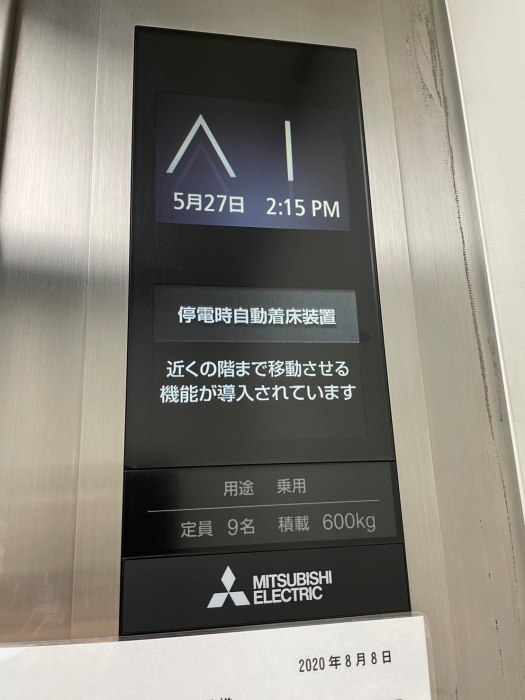 1
5月27日 2:15 PM
停電時自動着床装置
近くの階まで移動させる
機能が導入されています
用途 乗用
定員 9名 積載 600kg
MITSUBISHI
ELECTRIC
2020年8月8日
様